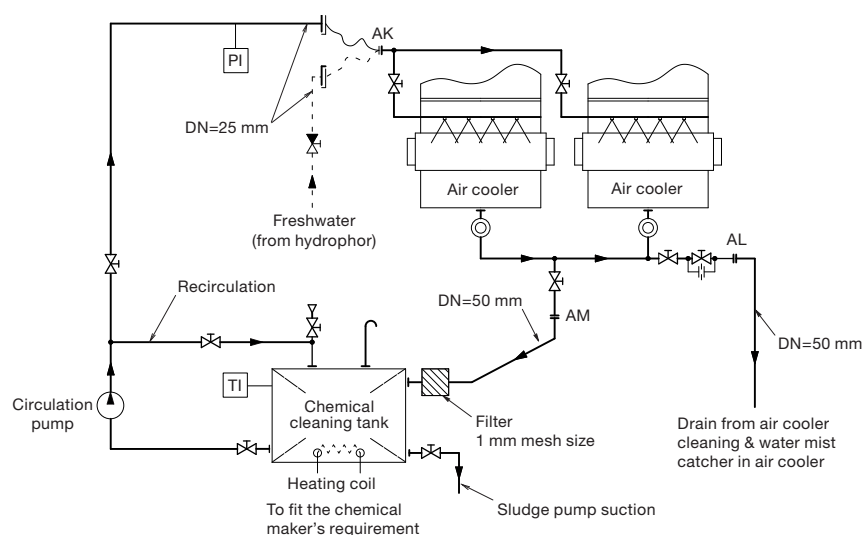 AK
PI
DN=25 mm
Air cooler
Air cooler
Freshwater
(from hydrophor)
AL
Recirculation
DN=50 mm
AM
DN=50 mm
TI
Circulation
pump
Chemical
cleaning tank
Filter
1 mm mesh size
Drain from air cooler
cleaning & water mist
catcher in air cooler
Heating coil
To fit the chemical
maker's requirement
Sludge pump suction